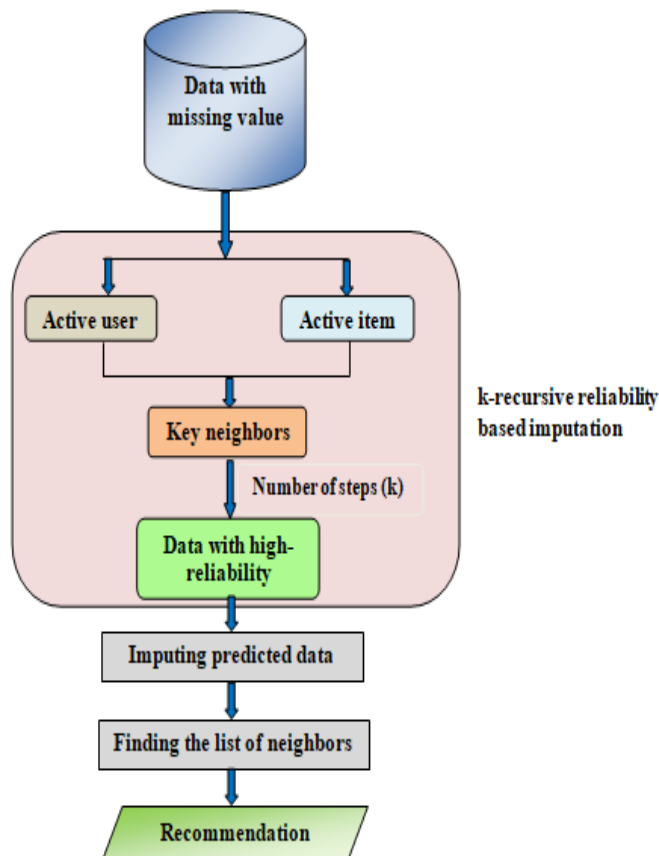 Data with
missing value
Active user
Active item
k-recursive reliability
based imputation
Key neighbors
Number of steps (k)
Data with high-
reliability
Imputing predicted data
Finding the list of neighbors
Recommendation